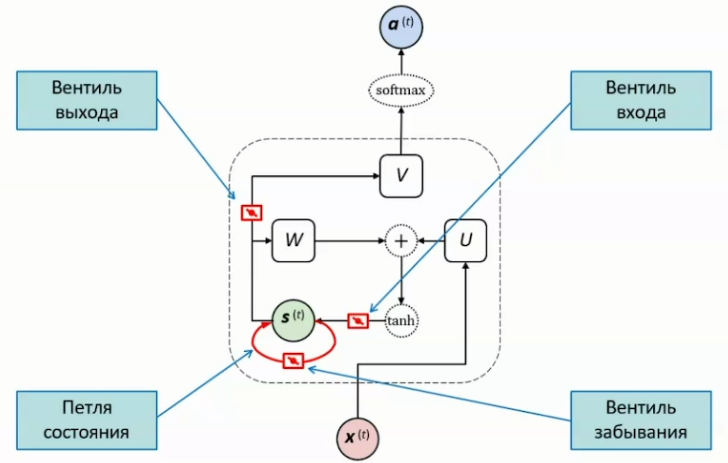 a (t)
softmax
Вентиль
выхода
Вентиль
входа
V
W
+
U
s (t)
tanh
Петля
состояния
Вентиль
забывания
x (t)